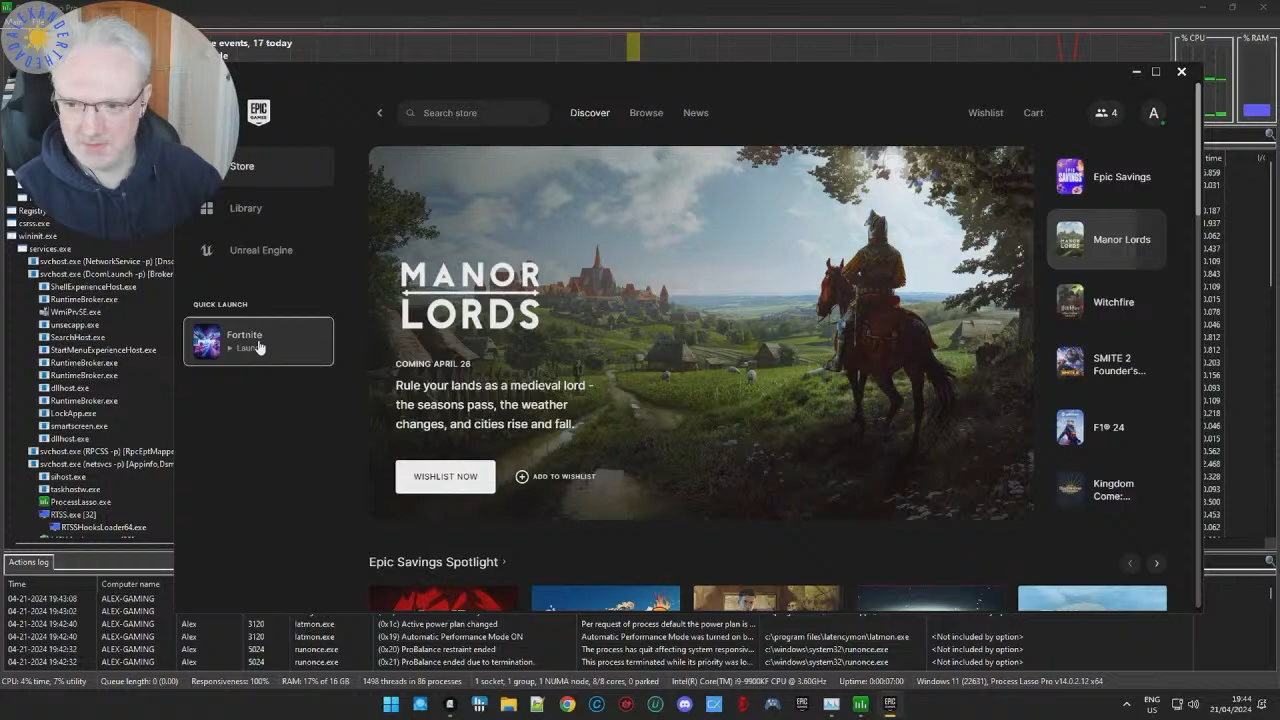 Main File
ALEXANDERTHEDAD
e events, 17 today
% CPU
% RAM
EPIC
GAMES
Search store
Discover
Browse
News
Wishlist
Cart
4
A
Store
Library
Unreal Engine
QUICK LAUNCH
Fortnite
MANOR
LORDS
COMING APRIL 26
Rule your lands as a medieval lord -
the seasons pass, the weather
changes, and cities rise and fall.
WISHLIST NOW
ADD TO WISHLIST
Epic Savings
Manor Lords
Witchfire
SMITE 2
Founder's...
F1® 24
Kingdom
Come:...
Epic Savings Spotlight
time
Registry
csrss.exe
wininit.exe
services.exe
svchost.exe (NetworkService -p) [Dnsc
svchost.exe (DcomLaunch -p) [Broker
ShellExperienceHost.exe
RuntimeBroker.exe
WmiPrvSE.exe
unsecapp.exe
SearchHost.exe
StartMenuExperienceHost.exe
RuntimeBroker.exe
RuntimeBroker.exe
dllhost.exe
RuntimeBroker.exe
LockApp.exe
smartscreen.exe
dllhost.exe
svchost.exe (RPCSS -p) [RpcEptMappe
svchost.exe (netsvcs -p) [Appinfo,Dsm
sihost.exe
taskhostw.exe
ProcessLasso.exe
RTSS.exe [32]
RTSSHooksLoader64.exe
Actions log
Time Computer name
04-21-2024 19:43:08 ALEX-GAMING
04-21-2024 19:43:02 ALEX-GAMING
04-21-2024 19:42:40 ALEX-GAMING Alex 3120 latmon.exe (0x1c) Active power plan changed Per request of process default the power plan is ...
04-21-2024 19:42:40 ALEX-GAMING Alex 3120 latmon.exe (0x19) Automatic Performance Mode ON Automatic Performance Mode was turned on b... c:\program files\latencymon\latmon.exe <Not included by option>
04-21-2024 19:42:32 ALEX-GAMING Alex 5024 runonce.exe (0x20) ProBalance restraint ended The process has quit affecting system responsiv... c:\windows\system32\runonce.exe <Not included by option>
04-21-2024 19:42:32 ALEX-GAMING Alex 5024 runonce.exe (0x21) ProBalance ended due to termination. This process terminated while its priority was lo... c:\windows\system32\runonce.exe <Not included by option>
CPU: 4% time, 7% utility Queue length: 0 (0.00) Responsiveness: 100% RAM: 17% of 16 GB 1498 threads in 86 processes 1 socket, 1 group, 1 NUMA node, 8/8 cores, 0 parked Intel(R) Core(TM) i9-9900KF CPU @ 3.60GHz Uptime: 0:00:07:00 Windows 11 (22631) Process Lasso Pro v14.0.2.12 x64
ENG
US
19:44
21/04/2024